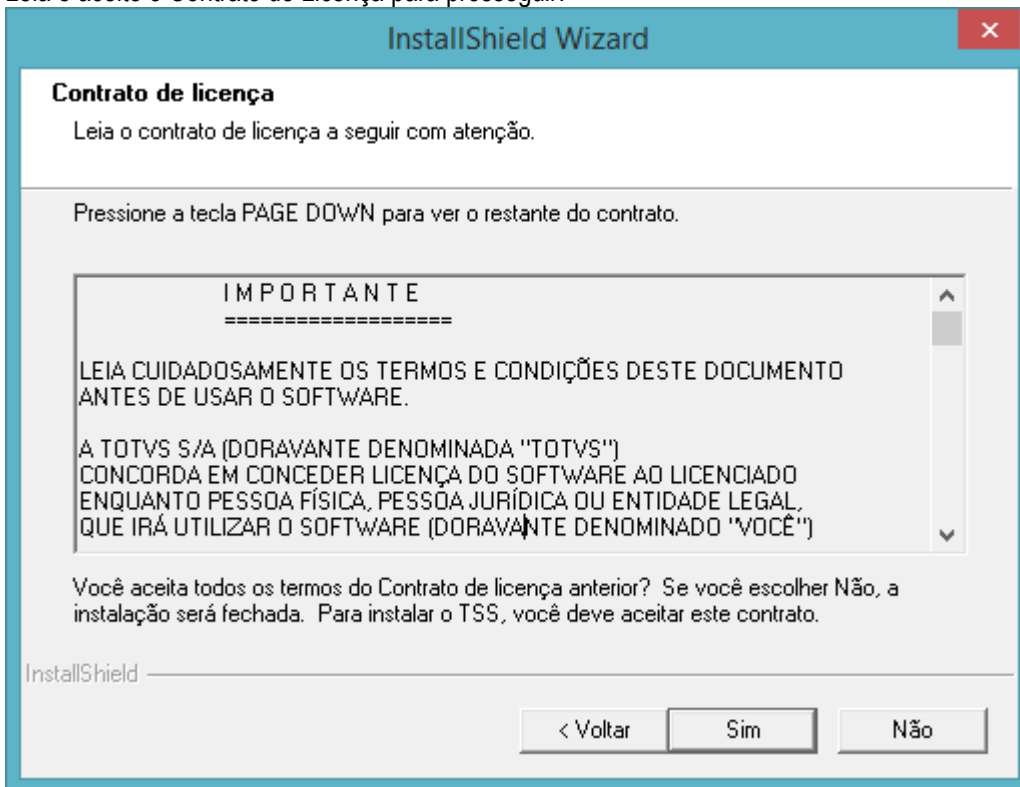 Leia e aceite o Contrato de Licença para prosseguir.
InstallShield Wizard
Contrato de licença
Leia o contrato de licença a seguir com atenção.
Pressione a tecla PAGE DOWN para ver o restante do contrato.
I M P O R T A N T E
===================
LEIA CUIDADOSAMENTE OS TERMOS E CONDIÇÕES DESTE DOCUMENTO
ANTES DE USAR O SOFTWARE.
A TOTVS S/A (DORAVANTE DENOMINADA "TOTVS")
CONCORDA EM CONCEDER LICENÇA DO SOFTWARE AO LICENCIADO
ENQUANTO PESSOA FÍSICA, PESSOA JURÍDICA OU ENTIDADE LEGAL,
QUE IRÁ UTILIZAR O SOFTWARE (DORAVANTE DENOMINADO "VOCÊ")
Você aceita todos os termos do Contrato de licença anterior? Se você escolher Não, a
instalação será fechada. Para instalar o TSS, você deve aceitar este contrato.
InstallShield
< Voltar
Sim
Não